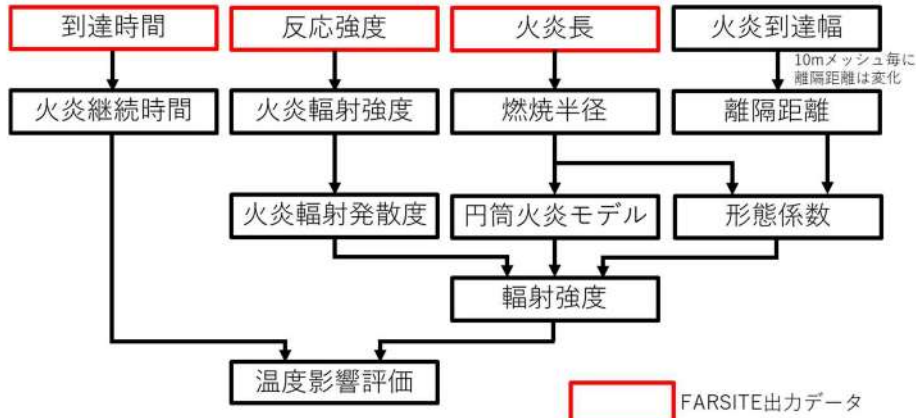 到達時間
反応強度
火炎長
火炎到達幅
10mメッシュ毎に
離隔距離は変化
火炎継続時間
火炎輻射強度
燃焼半径
離隔距離
火炎輻射発散度
円筒火炎モデル
形態係数
輻射強度
温度影響評価
FARSITE出力データ